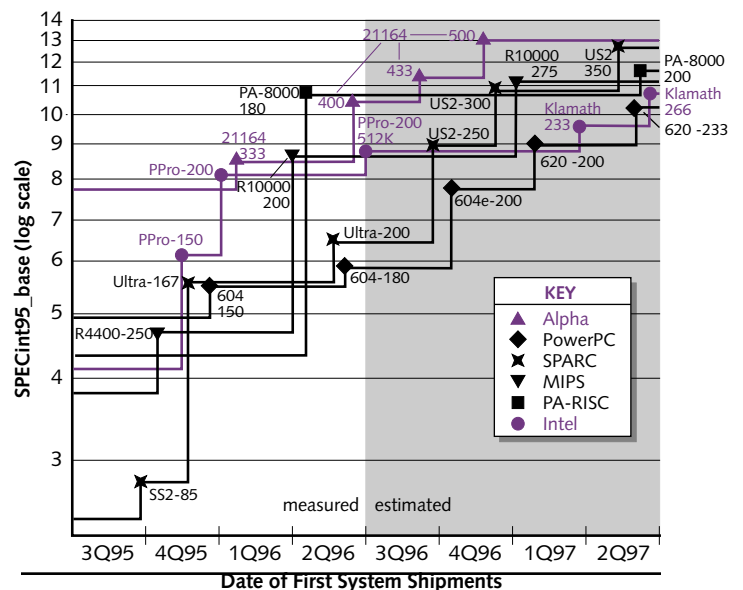 14
13
12
11
10
9
8
7
6
5
4
3
SPECint95_base (log scale)
21164
500
433
400
R10000
275
US2
350
PA-8000
200
Klamath
266
620 -233
PA-8000
180
US2-300
Klamath
233
PPro-200
512K
US2-250
21164
333
PPro-200
R10000
200
620 -200
604e-200
PPro-150
Ultra-200
Ultra-167
604-180
604
150
R4400-250
SS2-85
KEY
Alpha
PowerPC
SPARC
MIPS
PA-RISC
Intel
measured
estimated
3Q95
4Q95
1Q96
2Q96
3Q96
4Q96
1Q97
2Q97
Date of First System Shipments